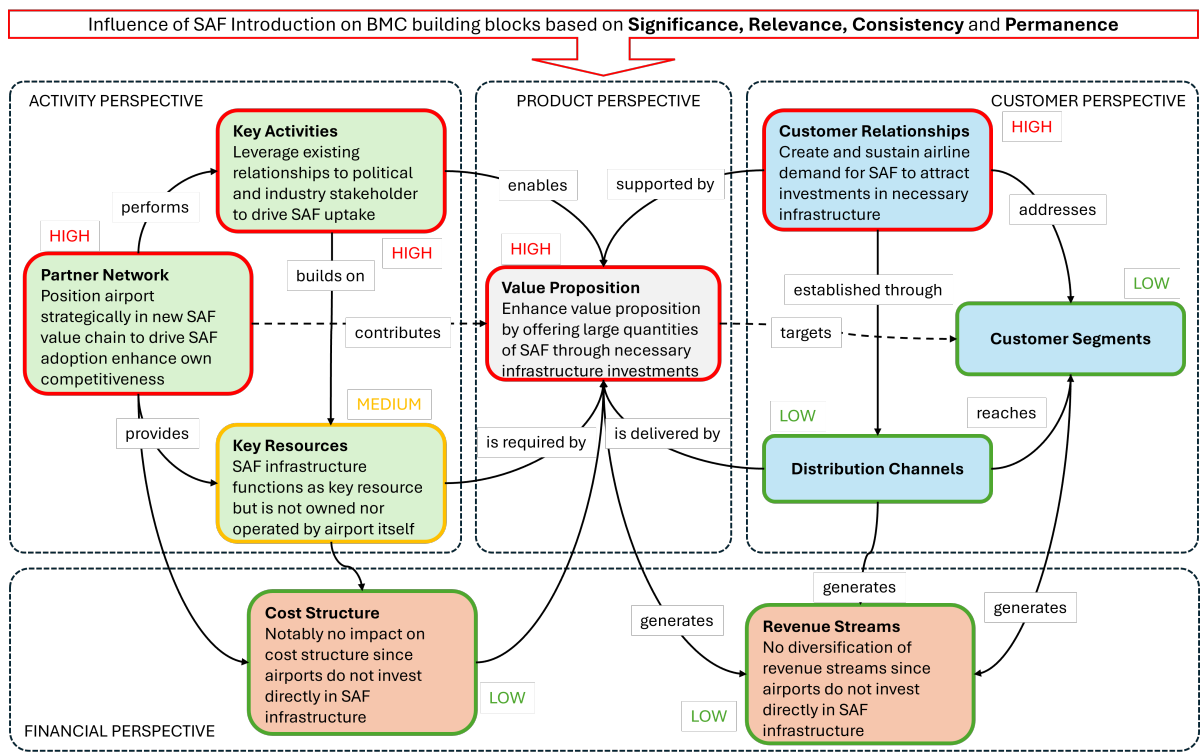 Influence of SAF Introduction on BMC building blocks based on Significance, Relevance, Consistency and Permanence
ACTIVITY PERSPECTIVE
Key Activities
Leverage existing
relationships to political
and industry stakeholder
to drive SAF uptake
performs
HIGH
HIGH
Partner Network
Position airport
strategically in new SAF
value chain to drive SAF
adoption enhance own
competitiveness
builds on
contributes
provides
MEDIUM
Key Resources
SAF infrastructure
functions as key resource
but is not owned nor
operated by airport itself
PRODUCT PERSPECTIVE
enables
supported by
HIGH
Value Proposition
Enhance value proposition
by offering large quantities
of SAF through necessary
infrastructure investments
is required by
is delivered by
CUSTOMER PERSPECTIVE
Customer Relationships
Create and sustain airline
demand for SAF to attract
investments in necessary
infrastructure
HIGH
addresses
established through
LOW
targets
Customer Segments
LOW
reaches
Distribution Channels
Cost Structure
Notably no impact on
cost structure since
airports do not invest
directly in SAF
infrastructure
LOW
generates
generates
generates
Revenue Streams
No diversification of
revenue streams since
airports do not invest
directly in SAF
infrastructure
LOW
FINANCIAL PERSPECTIVE